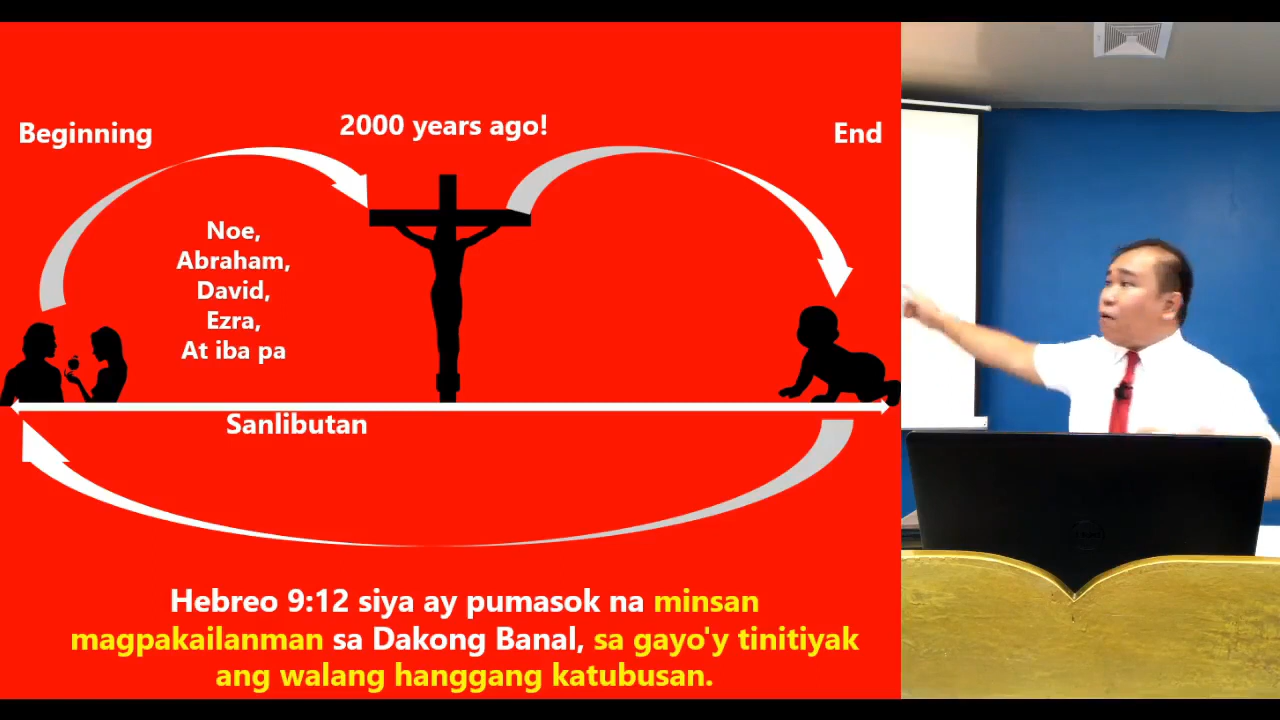 Beginning
2000 years ago!
End
Noe,
Abraham,
David,
Ezra,
At iba pa
Sanlibutan
Hebreo 9:12 siya ay pumasok na minsan
magpakailanman sa Dakong Banal, sa gayo'y tinitiyak
ang walang hanggang katubusan.